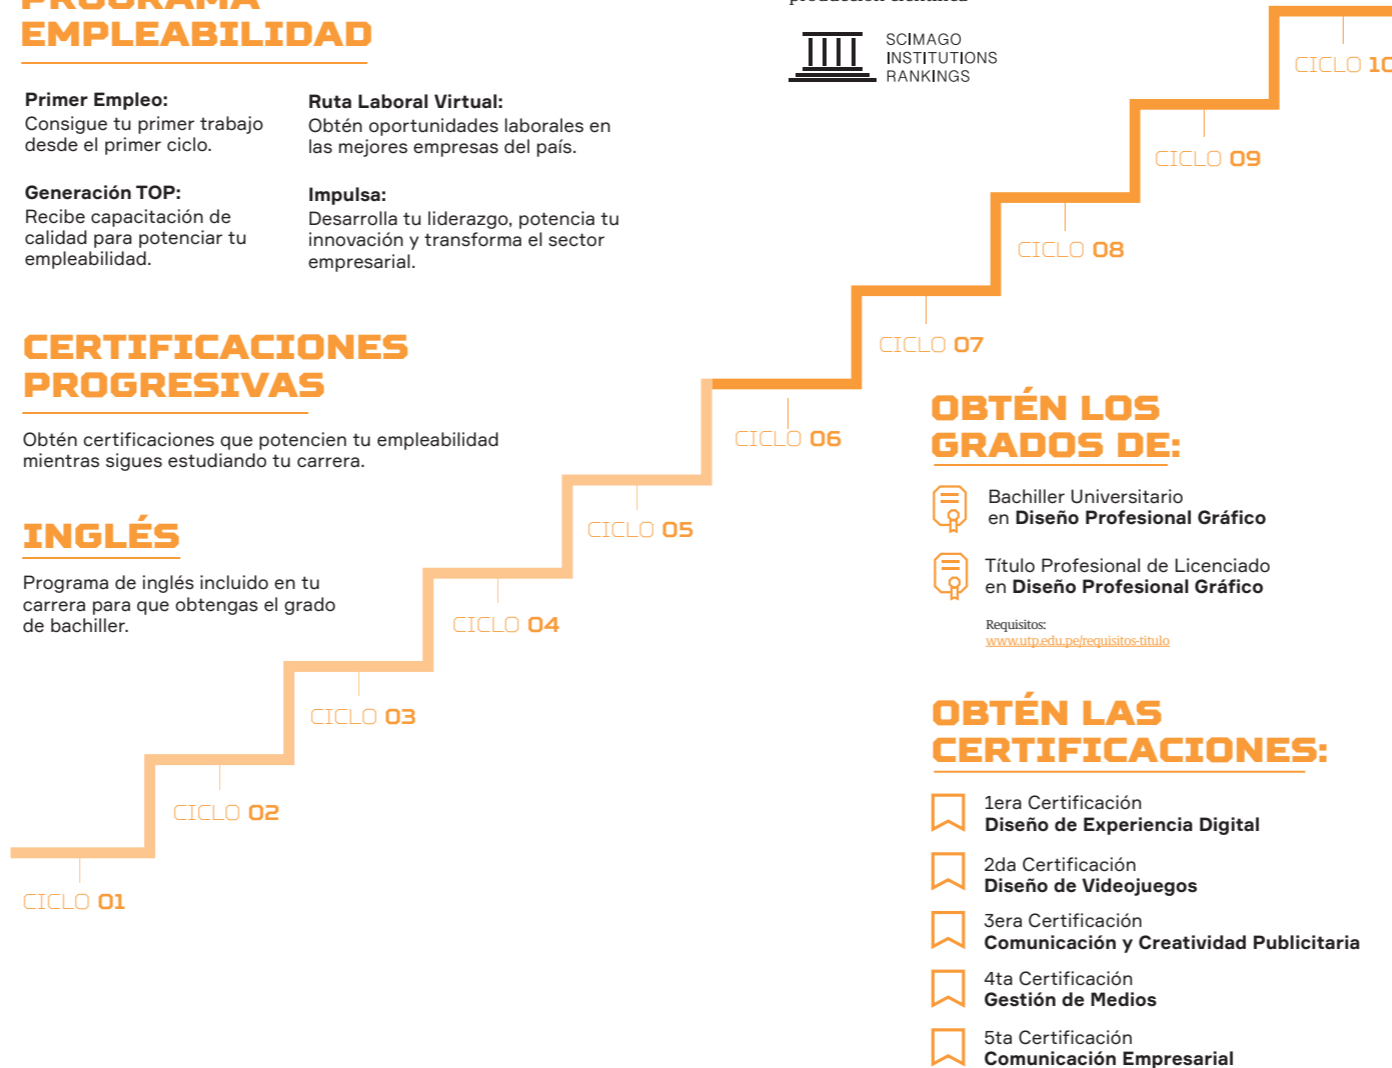 PROGRAMA
EMPLEABILIDAD
Primer Empleo:
Consigue tu primer trabajo
desde el primer ciclo.
Ruta Laboral Virtual:
Obtén oportunidades laborales en
las mejores empresas del país.
Generación TOP:
Recibe capacitación de
calidad para potenciar tu
empleabilidad.
Impulsa:
Desarrolla tu liderazgo, potencia tu
innovación y transforma el sector
empresarial.
CERTIFICACIONES
PROGRESIVAS
Obtén certificaciones que potencien tu empleabilidad
mientras sigues estudiando tu carrera.
INGLÉS
Programa de inglés incluido en tu
carrera para que obtengas el grado
de bachiller.
producción científica
SCIMAGO
INSTITUTIONS
RANKINGS
CICLO 10
CICLO 09
CICLO 08
CICLO 07
CICLO 06
CICLO 05
CICLO 04
CICLO 03
CICLO 02
CICLO 01
OBTÉN LOS
GRADOS DE:
Bachiller Universitario
en Diseño Profesional Gráfico
Título Profesional de Licenciado
en Diseño Profesional Gráfico
Requisitos:
www.utp.edu.pe/requisitos-titulo
OBTÉN LAS
CERTIFICACIONES:
1era Certificación
Diseño de Experiencia Digital
2da Certificación
Diseño de Videojuegos
3era Certificación
Comunicación y Creatividad Publicitaria
4ta Certificación
Gestión de Medios
5ta Certificación
Comunicación Empresarial